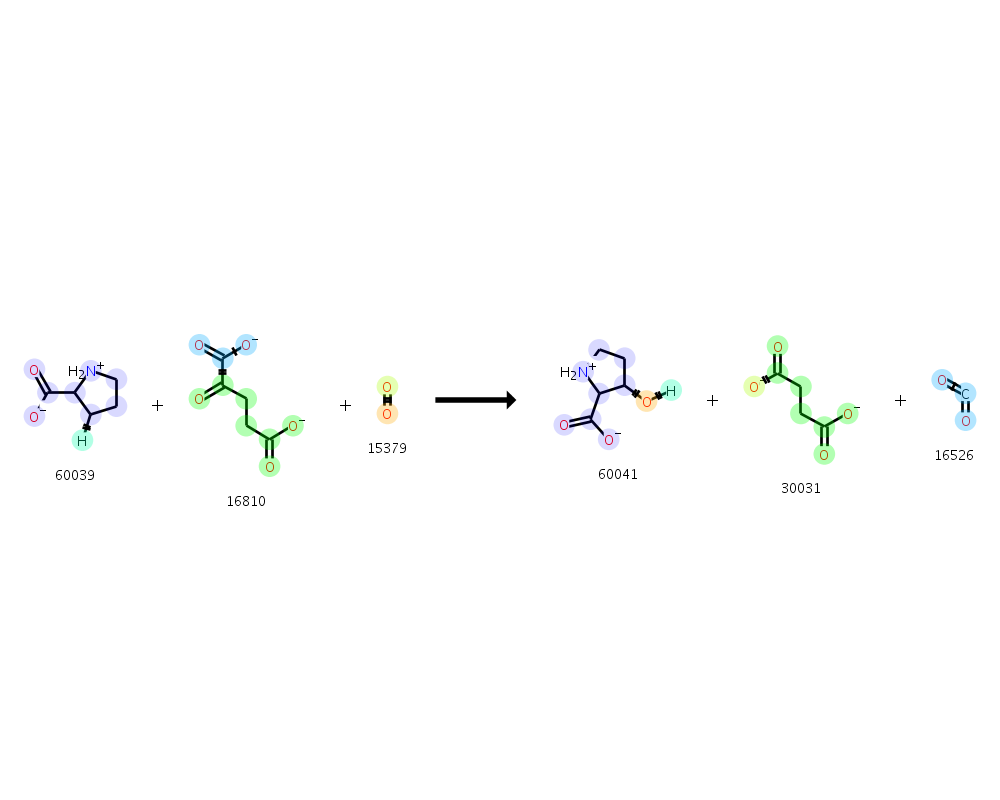 O O⁻ H₂N⁺ H
60039
+
O O⁻ O O⁻ O
16810
+
O O
15379
H₂N⁺ O O⁻ O H
60041
+
O O⁻ O⁻ O
30031
+
O C O
16526